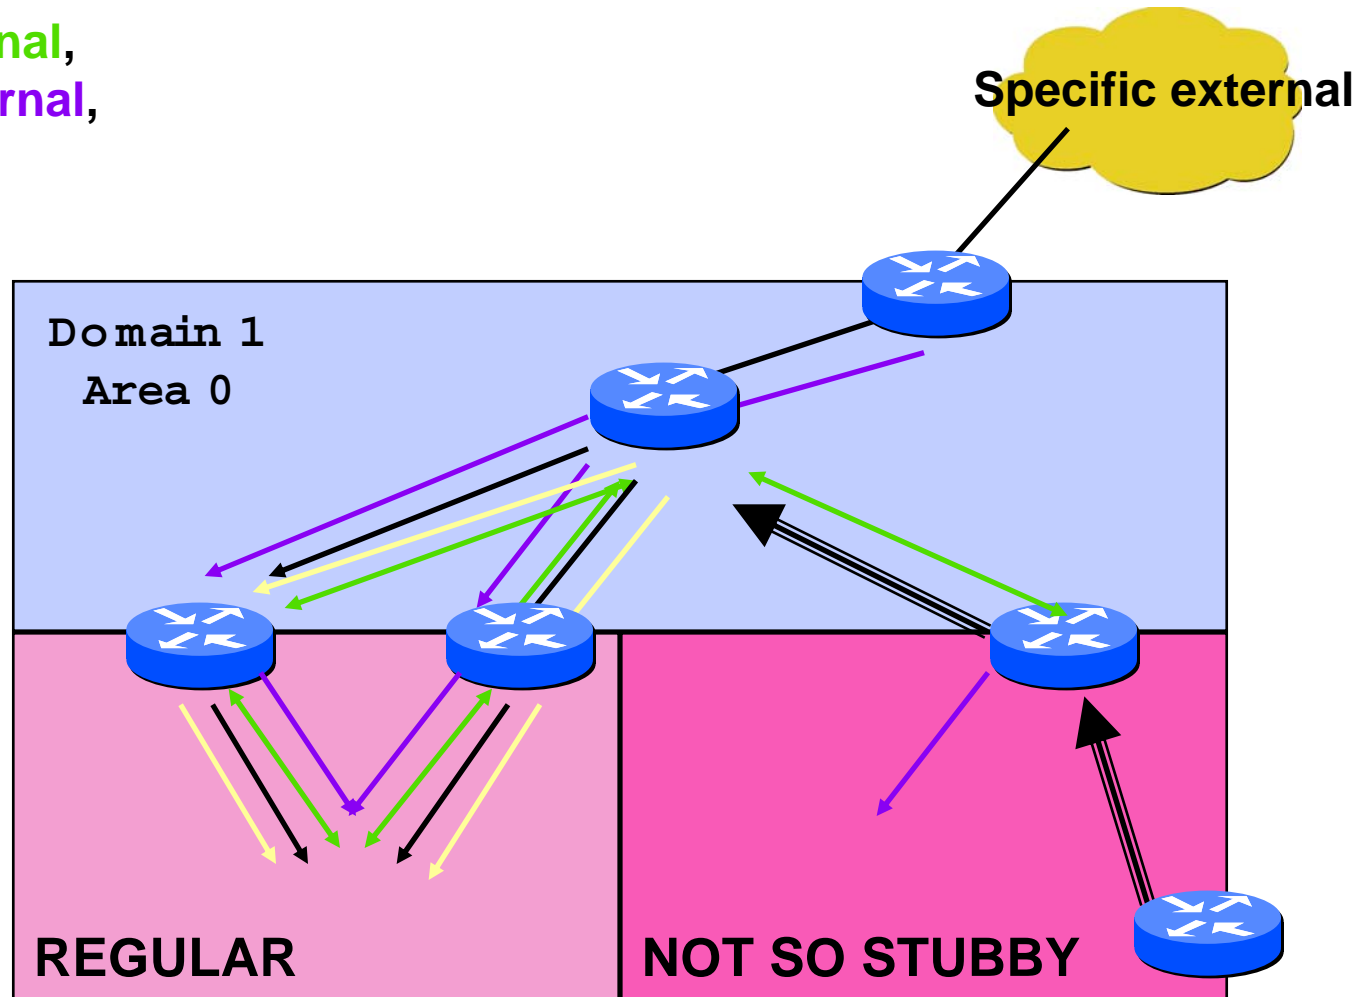 nal,
rnal,
Specific external
Domain 1
Area 0
REGULAR
NOT SO STUBBY